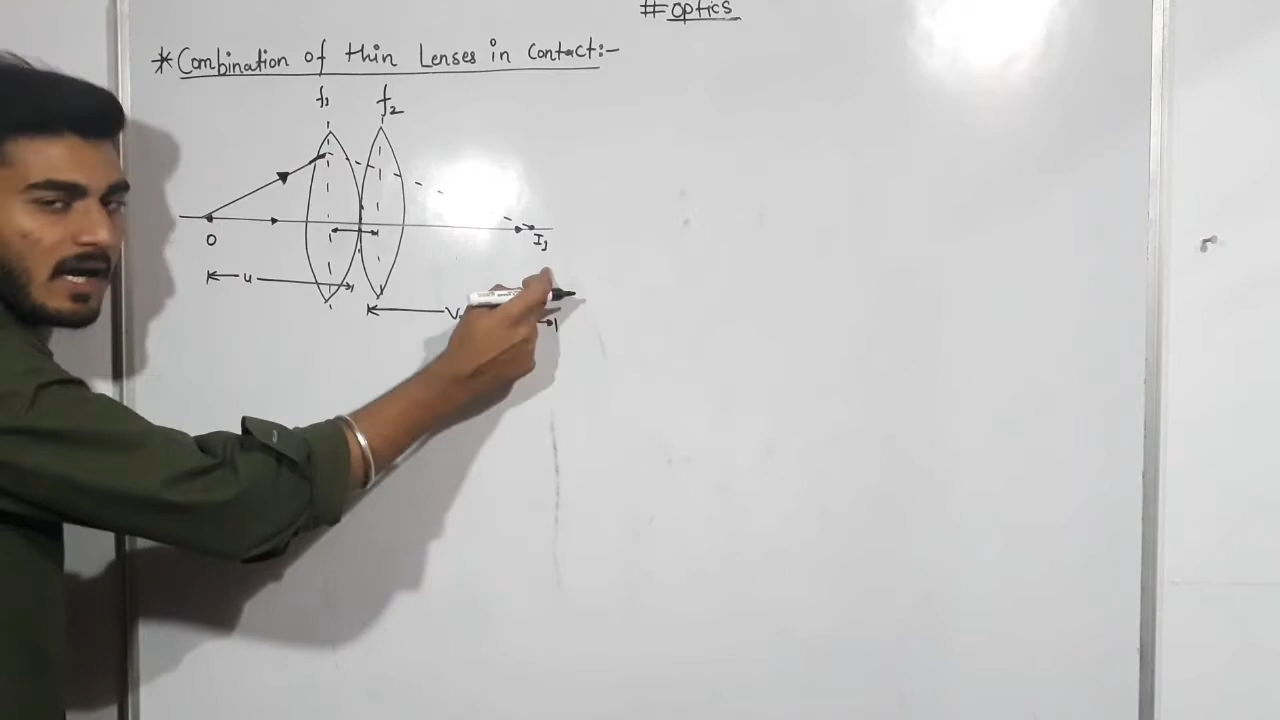 #optics
*Combination of thin Lenses in Contact:-
f₁ f₂
O I₁
u
V